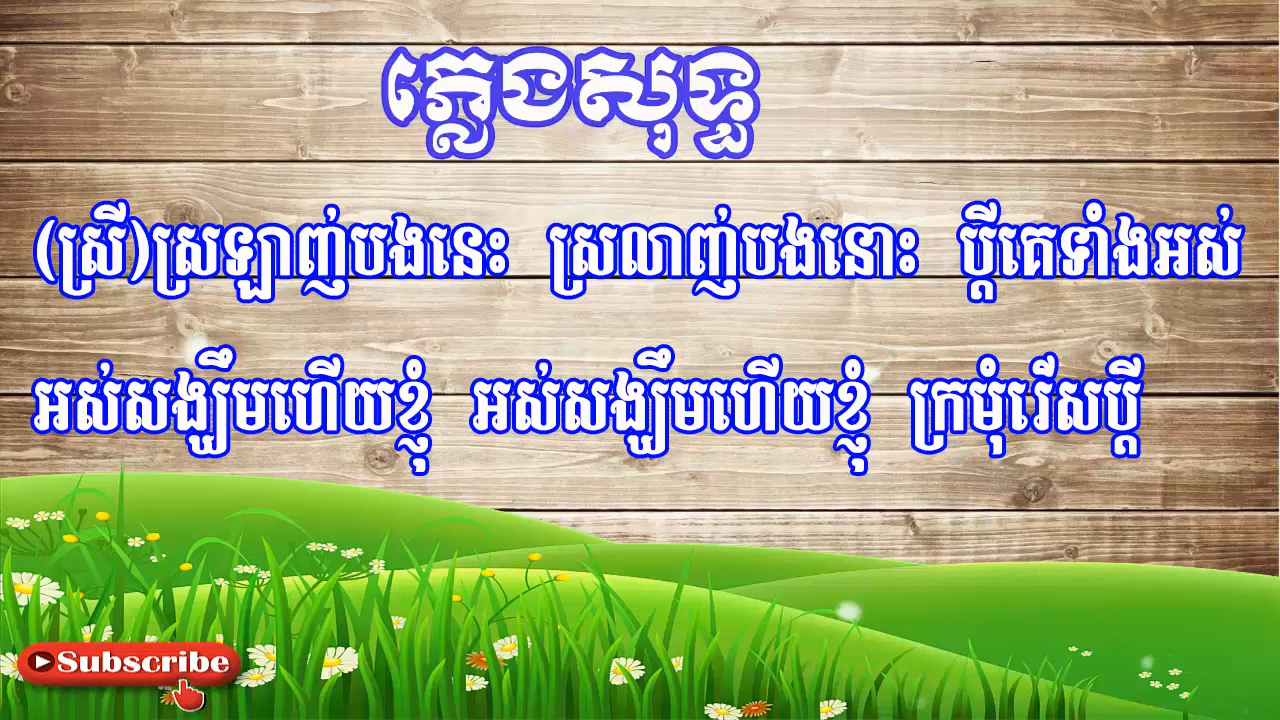 ភ្លេងសុទ្ធ
(ស្រី)ស្រឡាញ់បងនេះ ស្រលាញ់បងនោះ ប្តីគេទាំងអស់
អស់សង្ឃឹមហើយខ្ញុំ អស់សង្ឃឹមហើយខ្ញុំ ក្រមុំរើសប្តី
Subscribe